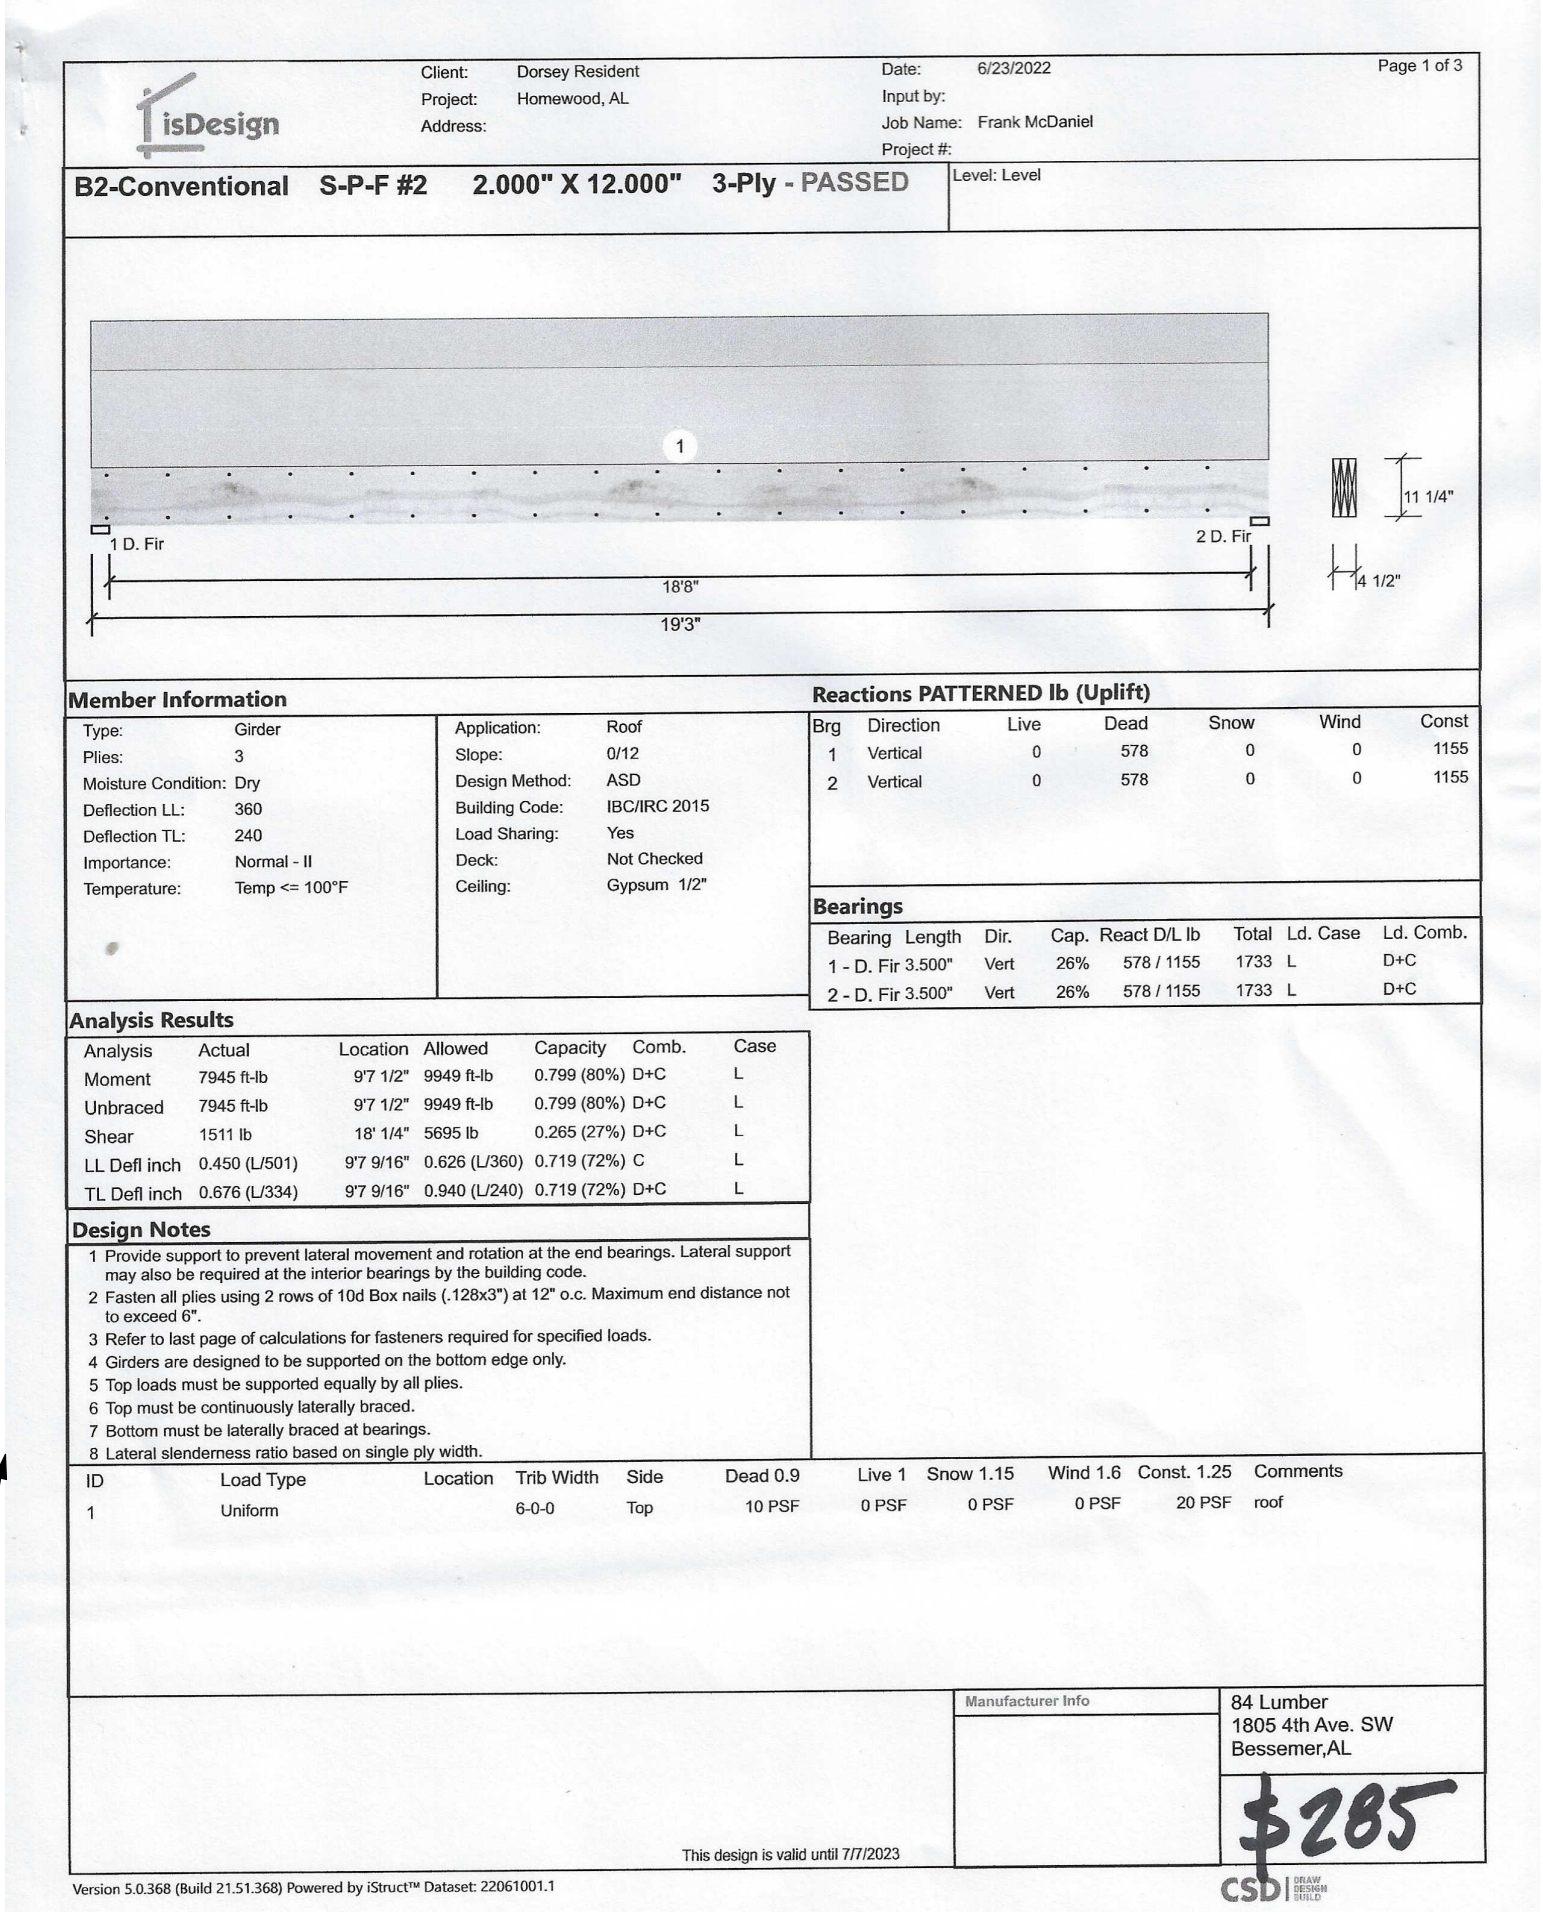 isDesign
Client: Dorsey Resident
Project: Homewood, AL
Address:
Date: 6/23/2022
Input by:
Job Name: Frank McDaniel
Project #:
Page 1 of 3
B2-Conventional S-P-F #2 2.000" X 12.000" 3-Ply - PASSED
Level: Level
1
1 D. Fir
2 D. Fir
18'8"
19'3"
11 1/4"
4 1/2"
Member Information
Type: Girder
Plies: 3
Moisture Condition: Dry
Deflection LL: 360
Deflection TL: 240
Importance: Normal - II
Temperature: Temp <= 100°F
Application: Roof
Slope: 0/12
Design Method: ASD
Building Code: IBC/IRC 2015
Load Sharing: Yes
Deck: Not Checked
Ceiling: Gypsum 1/2"
Reactions PATTERNED lb (Uplift)
Brg Direction Live Dead Snow Wind Const
1 Vertical 0 578 0 0 1155
2 Vertical 0 578 0 0 1155
Bearings
Bearing Length Dir. Cap. React D/L lb Total Ld. Case Ld. Comb.
1 - D. Fir 3.500" Vert 26% 578 / 1155 1733 L D+C
2 - D. Fir 3.500" Vert 26% 578 / 1155 1733 L D+C
Analysis Results
Analysis Actual Location Allowed Capacity Comb. Case
Moment 7945 ft-lb 9'7 1/2" 9949 ft-lb 0.799 (80%) D+C L
Unbraced 7945 ft-lb 9'7 1/2" 9949 ft-lb 0.799 (80%) D+C L
Shear 1511 lb 18' 1/4" 5695 lb 0.265 (27%) D+C L
LL Defl inch 0.450 (L/501) 9'7 9/16" 0.626 (L/360) 0.719 (72%) C L
TL Defl inch 0.676 (L/334) 9'7 9/16" 0.940 (L/240) 0.719 (72%) D+C L
Design Notes
1 Provide support to prevent lateral movement and rotation at the end bearings. Lateral support
may also be required at the interior bearings by the building code.
2 Fasten all plies using 2 rows of 10d Box nails (.128x3") at 12" o.c. Maximum end distance not
to exceed 6".
3 Refer to last page of calculations for fasteners required for specified loads.
4 Girders are designed to be supported on the bottom edge only.
5 Top loads must be supported equally by all plies.
6 Top must be continuously laterally braced.
7 Bottom must be laterally braced at bearings.
8 Lateral slenderness ratio based on single ply width.
ID Load Type Location Trib Width Side Dead 0.9 Live 1 Snow 1.15 Wind 1.6 Const. 1.25 Comments
1 Uniform 6-0-0 Top 10 PSF 0 PSF 0 PSF 0 PSF 20 PSF roof
Manufacturer Info
84 Lumber
1805 4th Ave. SW
Bessemer,AL
$285
This design is valid until 7/7/2023
Version 5.0.368 (Build 21.51.368) Powered by iStruct™ Dataset: 22061001.1
CSD DRAW
DESIGN
BUILD